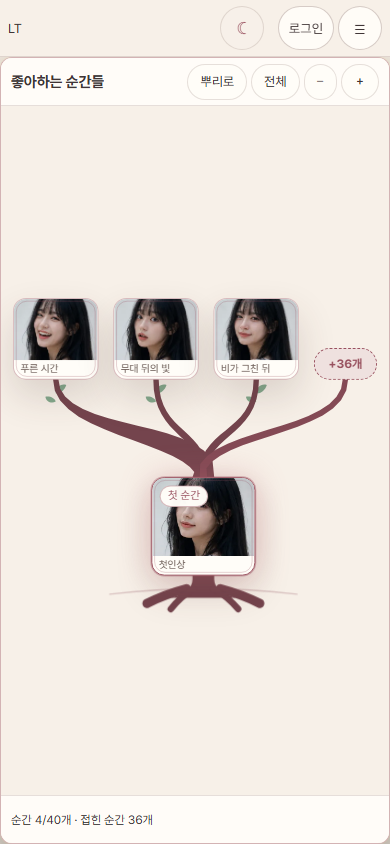 LT
로그인
좋아하는 순간들
뿌리로
전체
−
+
푸른 시간
무대 뒤의 빛
비가 그친 뒤
+36개
첫 순간
첫인상
순간 4/40개 · 접힌 순간 36개